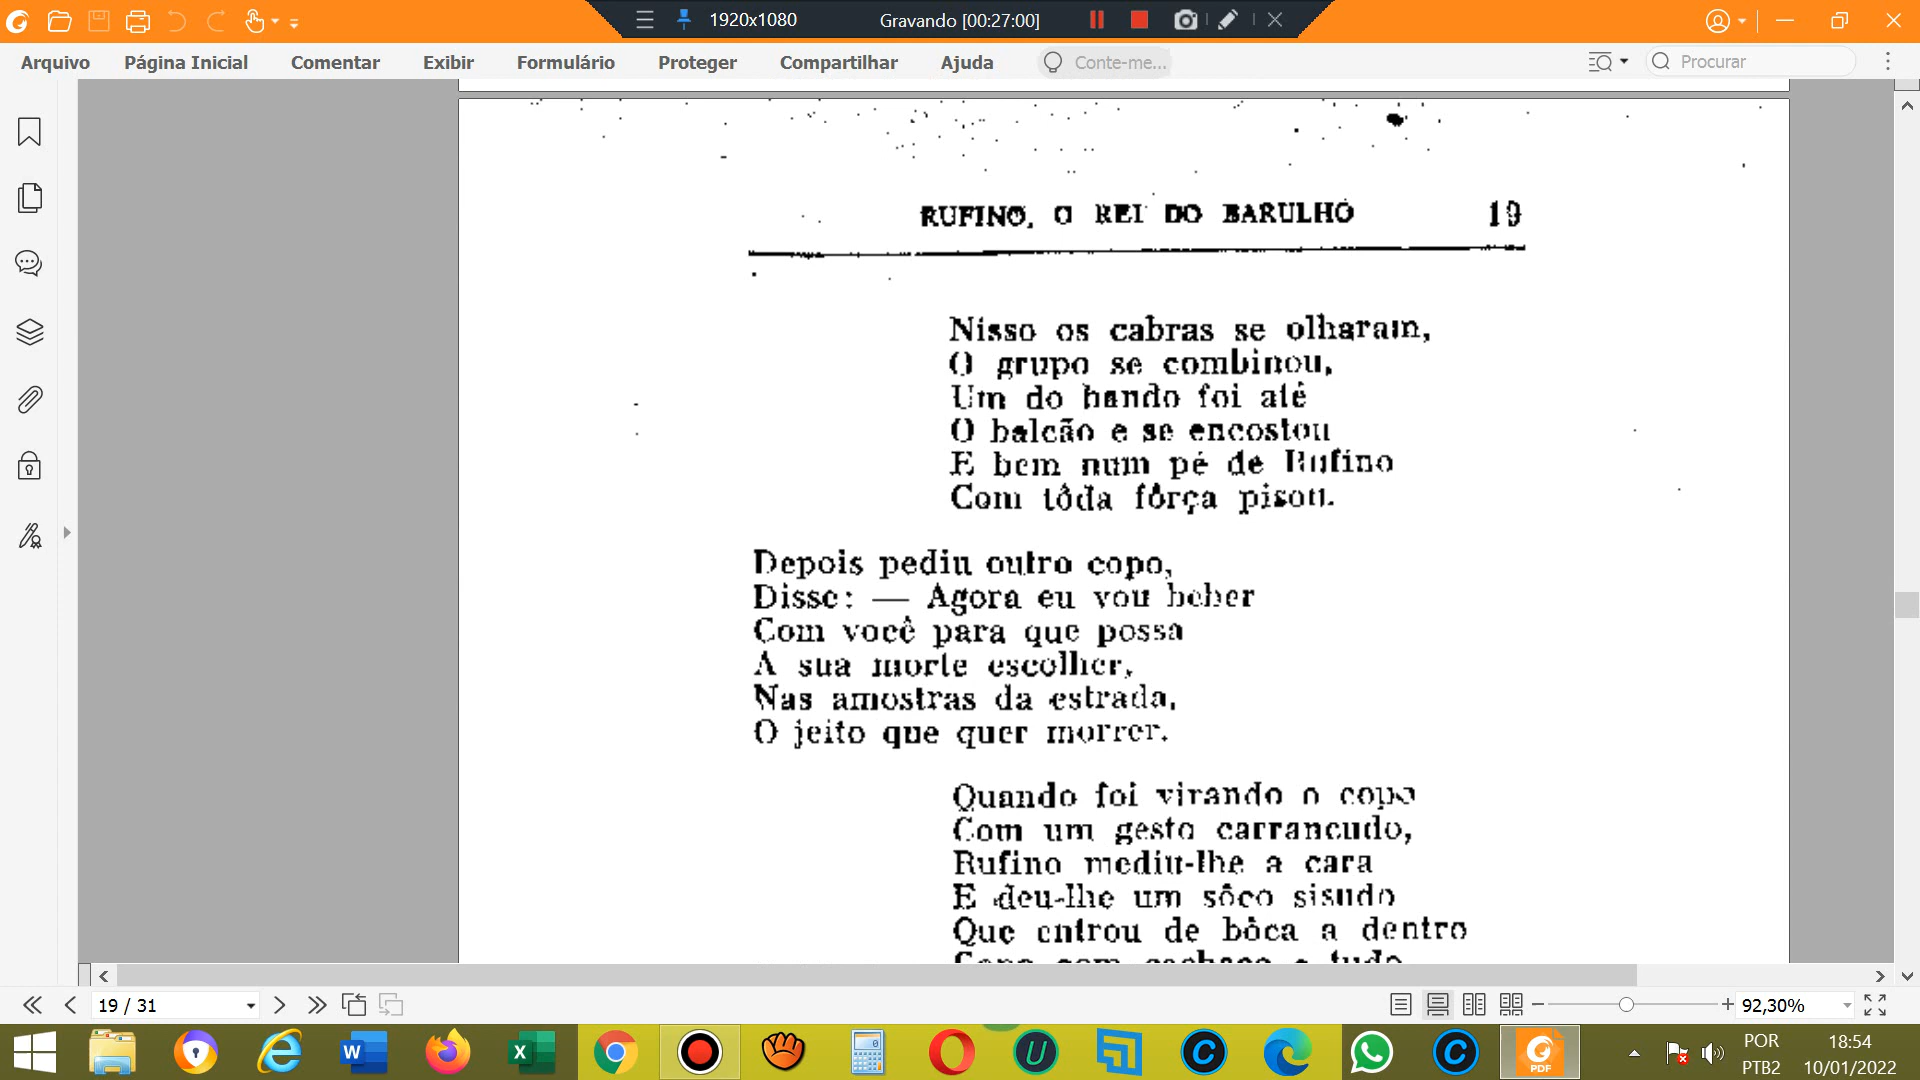 1920x1080
Gravando [00:27:00]
Arquivo
Página Inicial
Comentar
Exibir
Formulário
Proteger
Compartilhar
Ajuda
Conte-me...
Procurar
RUFINO, O REI DO BARULHO 19
Nisso os cabras se olharam,
O grupo se combinou,
Um do bando foi até
O balcão e se encostou
E bem num pé de Rufino
Com tôda fôrça pisou.
Depois pediu outro copo,
Disse: — Agora eu vou beber
Com você para que possa
A sua morte escolher,
Nas amostras da estrada,
O jeito que quer morrer.
Quando foi virando o copo
Com um gesto carrancudo,
Rufino mediu-lhe a cara
E deu-lhe um sôco sisudo
Que entrou de bôca a dentro
Copo com cachaça e tudo
19 / 31
92,30%
POR
PTB2
18:54
10/01/2022